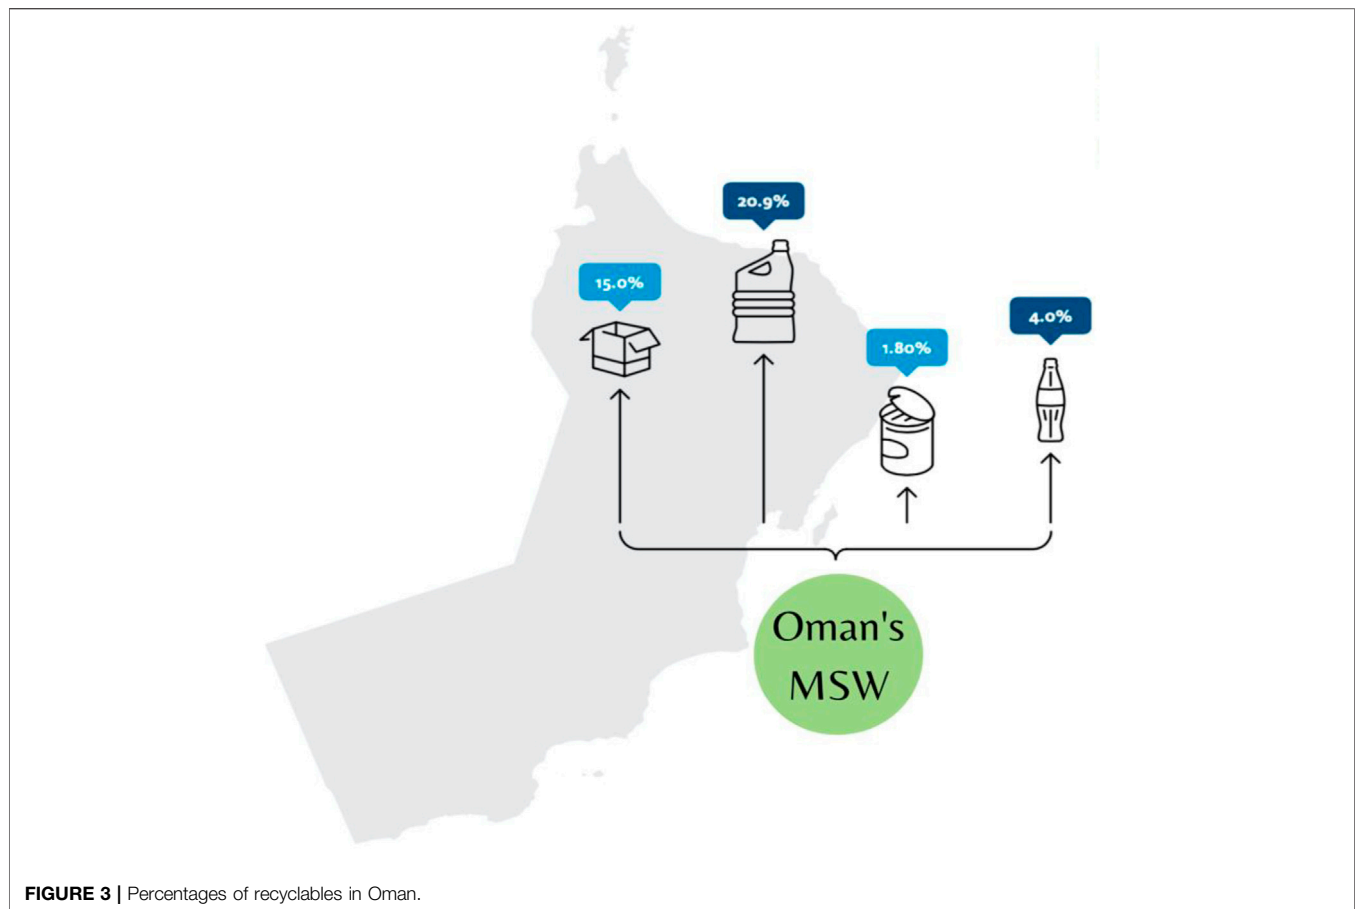 20.9%
15.0%
4.0%
1.80%
Oman's
MSW
FIGURE 3 | Percentages of recyclables in Oman.